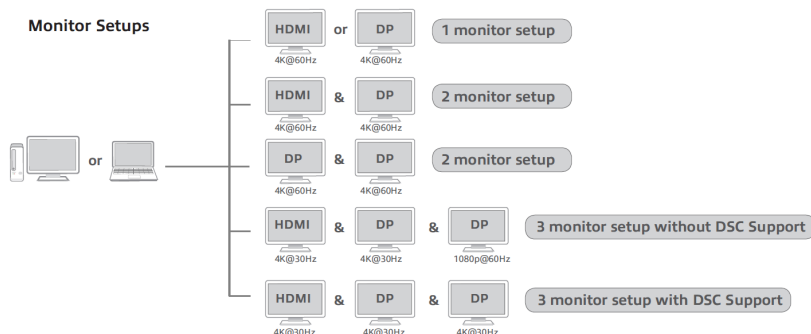 Monitor Setups
HDMI or DP 1 monitor setup
4K@60Hz 4K@60Hz
HDMI & DP 2 monitor setup
4K@60Hz 4K@60Hz
or
DP & DP 2 monitor setup
4K@60Hz 4K@60Hz
HDMI & DP & DP 3 monitor setup without DSC Support
4K@30Hz 4K@30Hz 1080p@60Hz
HDMI & DP & DP 3 monitor setup with DSC Support
4K@30Hz 4K@30Hz 4K@30Hz